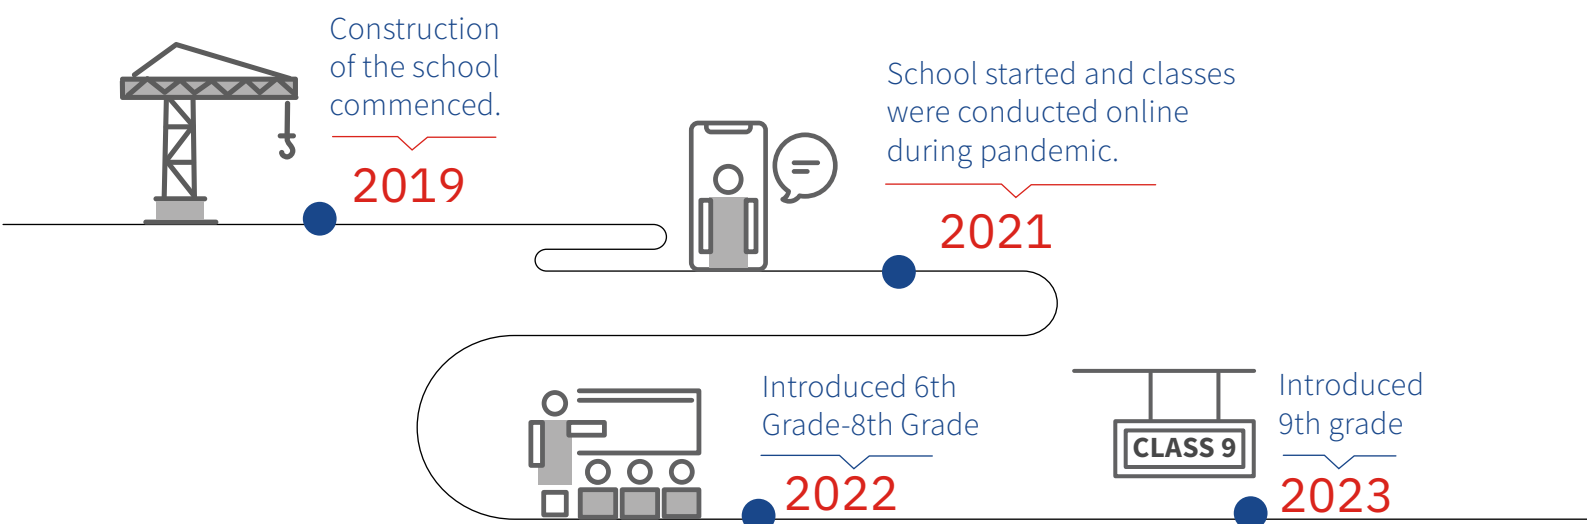 Construction
of the school
commenced.
2019
School started and classes
were conducted online
during pandemic.
2021
Introduced 6th
Grade-8th Grade
2022
CLASS 9
Introduced
9th grade
2023